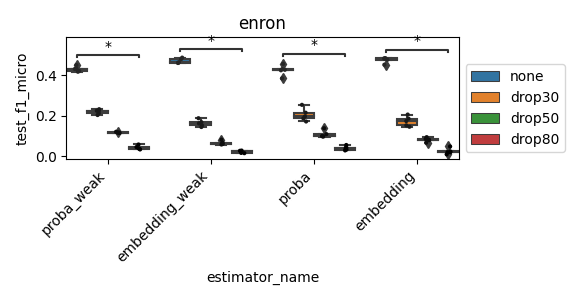 enron
* * * *
test_f1_micro
0.4
0.2
0.0
none
drop30
drop50
drop80
proba_weak
embedding_weak
proba
embedding
estimator_name